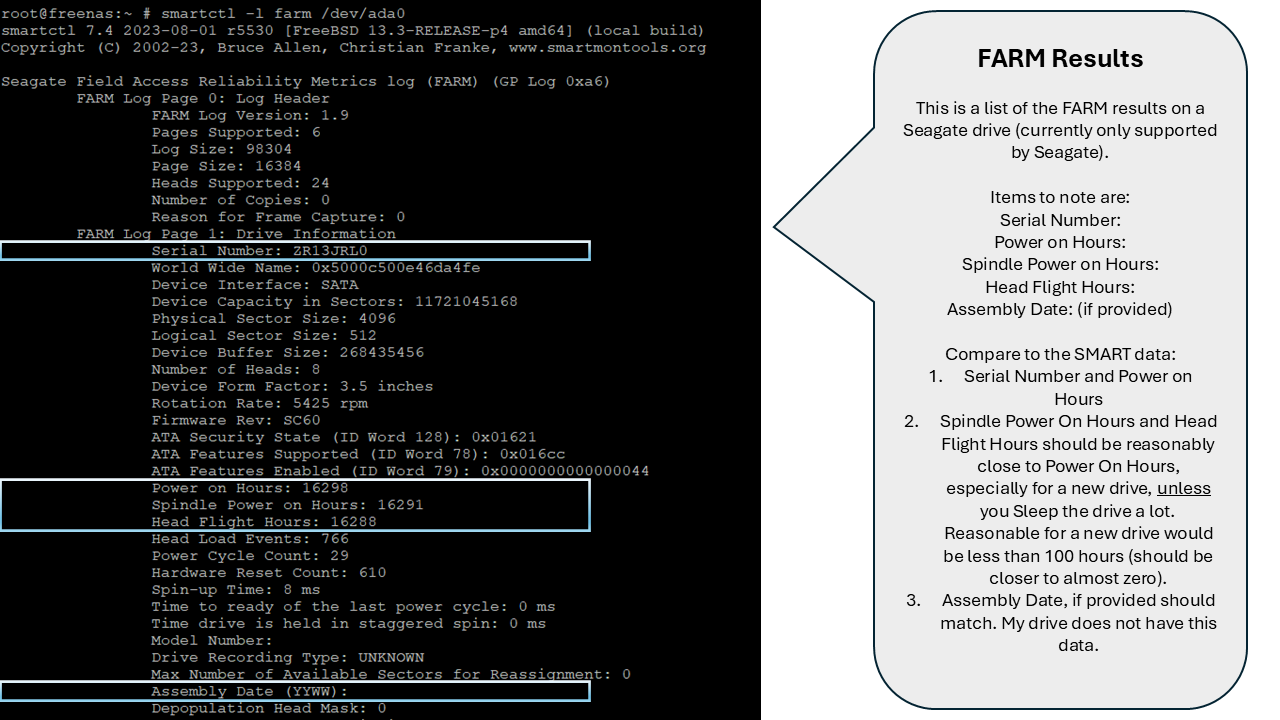 root@freenas:~ # smartctl -l farm /dev/ada0
smartctl 7.4 2023-08-01 r5530 [FreeBSD 13.3-RELEASE-p4 amd64] (local build)
Copyright (C) 2002-23, Bruce Allen, Christian Franke, www.smartmontools.org
Seagate Field Access Reliability Metrics log (FARM) (GP Log 0xa6)
FARM Log Page 0: Log Header
FARM Log Version: 1.9
Pages Supported: 6
Log Size: 98304
Page Size: 16384
Heads Supported: 24
Number of Copies: 0
Reason for Frame Capture: 0
FARM Log Page 1: Drive Information
Serial Number: ZR13JRL0
World Wide Name: 0x5000c500e46da4fe
Device Interface: SATA
Device Capacity in Sectors: 11721045168
Physical Sector Size: 4096
Logical Sector Size: 512
Device Buffer Size: 268435456
Number of Heads: 8
Device Form Factor: 3.5 inches
Rotation Rate: 5425 rpm
Firmware Rev: SC60
ATA Security State (ID Word 128): 0x01621
ATA Features Supported (ID Word 78): 0x016cc
ATA Features Enabled (ID Word 79): 0x0000000000000044
Power on Hours: 16298
Spindle Power on Hours: 16291
Head Flight Hours: 16288
Head Load Events: 766
Power Cycle Count: 29
Hardware Reset Count: 610
Spin-up Time: 8 ms
Time to ready of the last power cycle: 0 ms
Time drive is held in staggered spin: 0 ms
Model Number:
Drive Recording Type: UNKNOWN
Max Number of Available Sectors for Reassignment: 0
Assembly Date (YYWW):
Depopulation Head Mask: 0
FARM Results
This is a list of the FARM results on a
Seagate drive (currently only supported
by Seagate).
Items to note are:
Serial Number:
Power on Hours:
Spindle Power on Hours:
Head Flight Hours:
Assembly Date: (if provided)
Compare to the SMART data:
1. Serial Number and Power on
Hours
2. Spindle Power On Hours and Head
Flight Hours should be reasonably
close to Power On Hours,
especially for a new drive, unless
you Sleep the drive a lot.
Reasonable for a new drive would
be less than 100 hours (should be
closer to almost zero).
3. Assembly Date, if provided should
match. My drive does not have this
data.